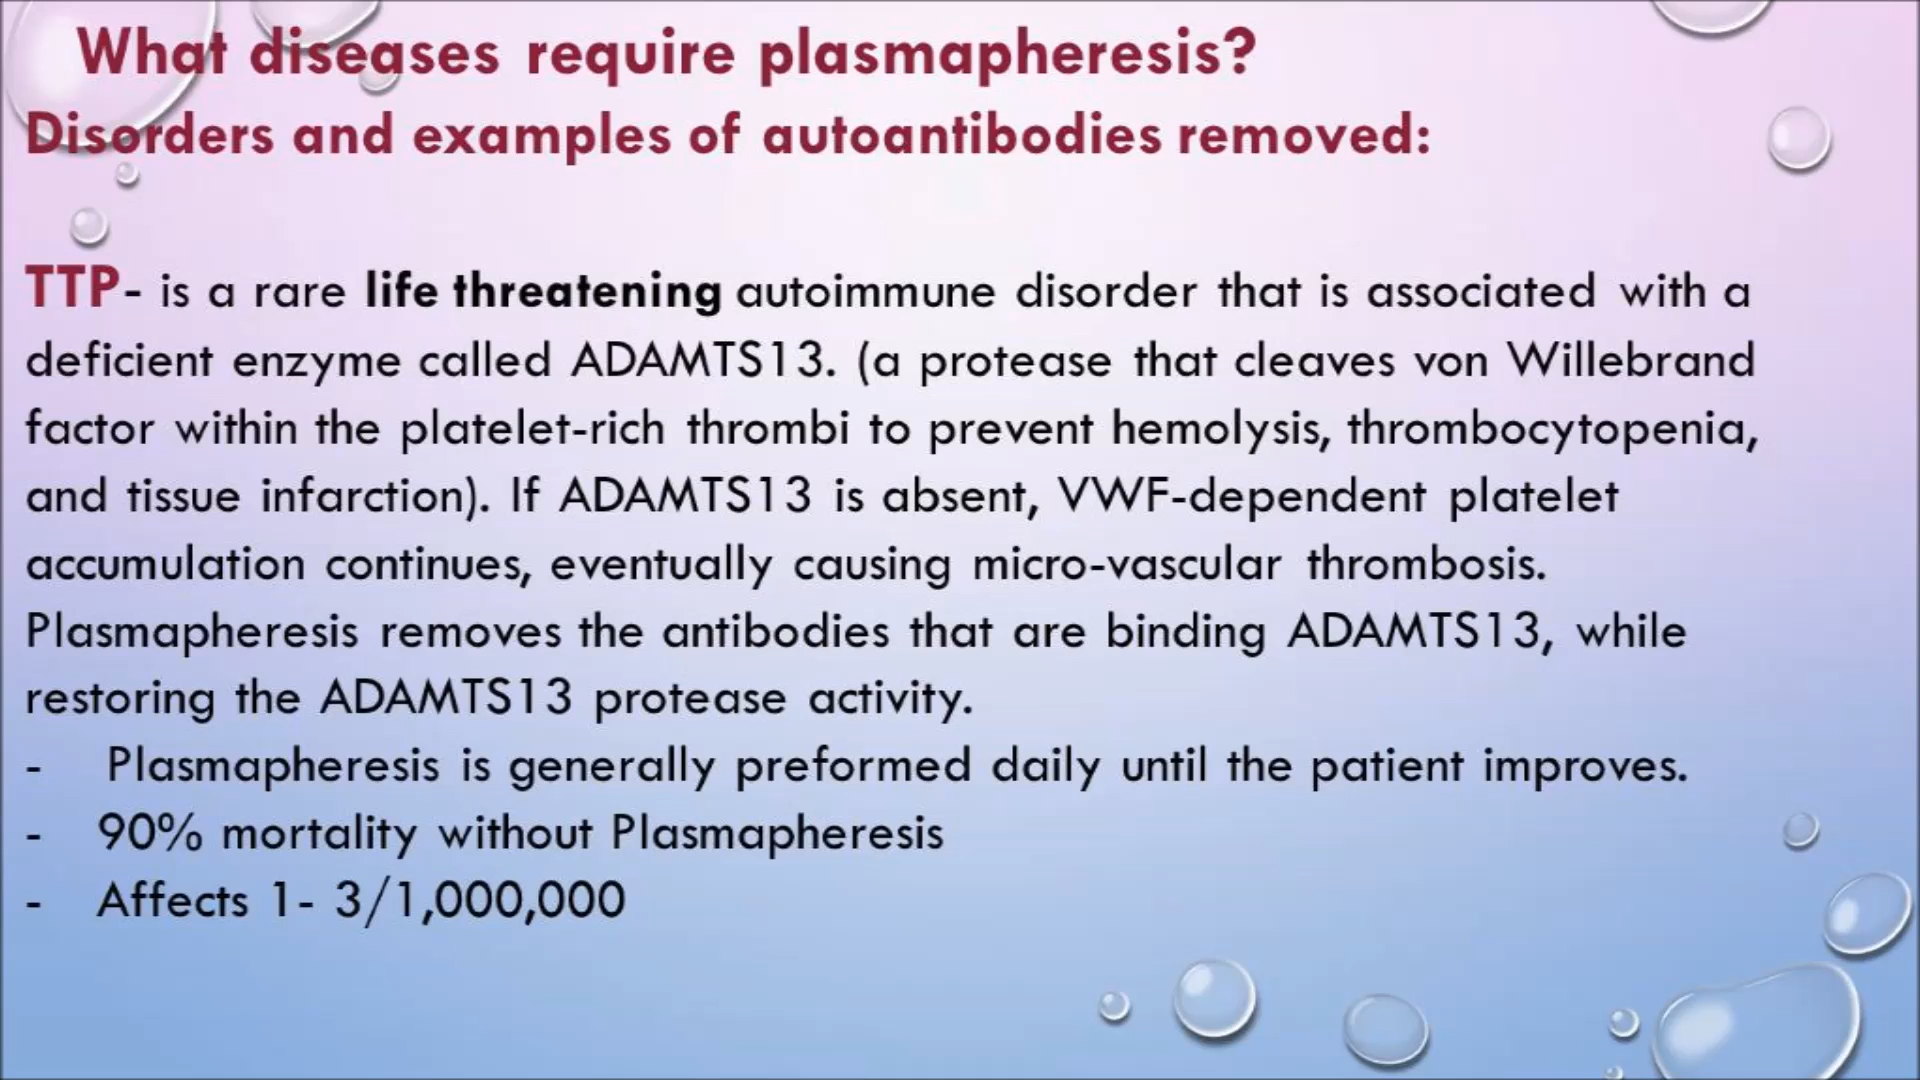 What diseases require plasmapheresis?
Disorders and examples of autoantibodies removed:
TTP- is a rare life threatening autoimmune disorder that is associated with a
deficient enzyme called ADAMTS13. (a protease that cleaves von Willebrand
factor within the platelet-rich thrombi to prevent hemolysis, thrombocytopenia,
and tissue infarction). If ADAMTS13 is absent, VWF-dependent platelet
accumulation continues, eventually causing micro-vascular thrombosis.
Plasmapheresis removes the antibodies that are binding ADAMTS13, while
restoring the ADAMTS13 protease activity.
- Plasmapheresis is generally preformed daily until the patient improves.
- 90% mortality without Plasmapheresis
- Affects 1- 3/1,000,000